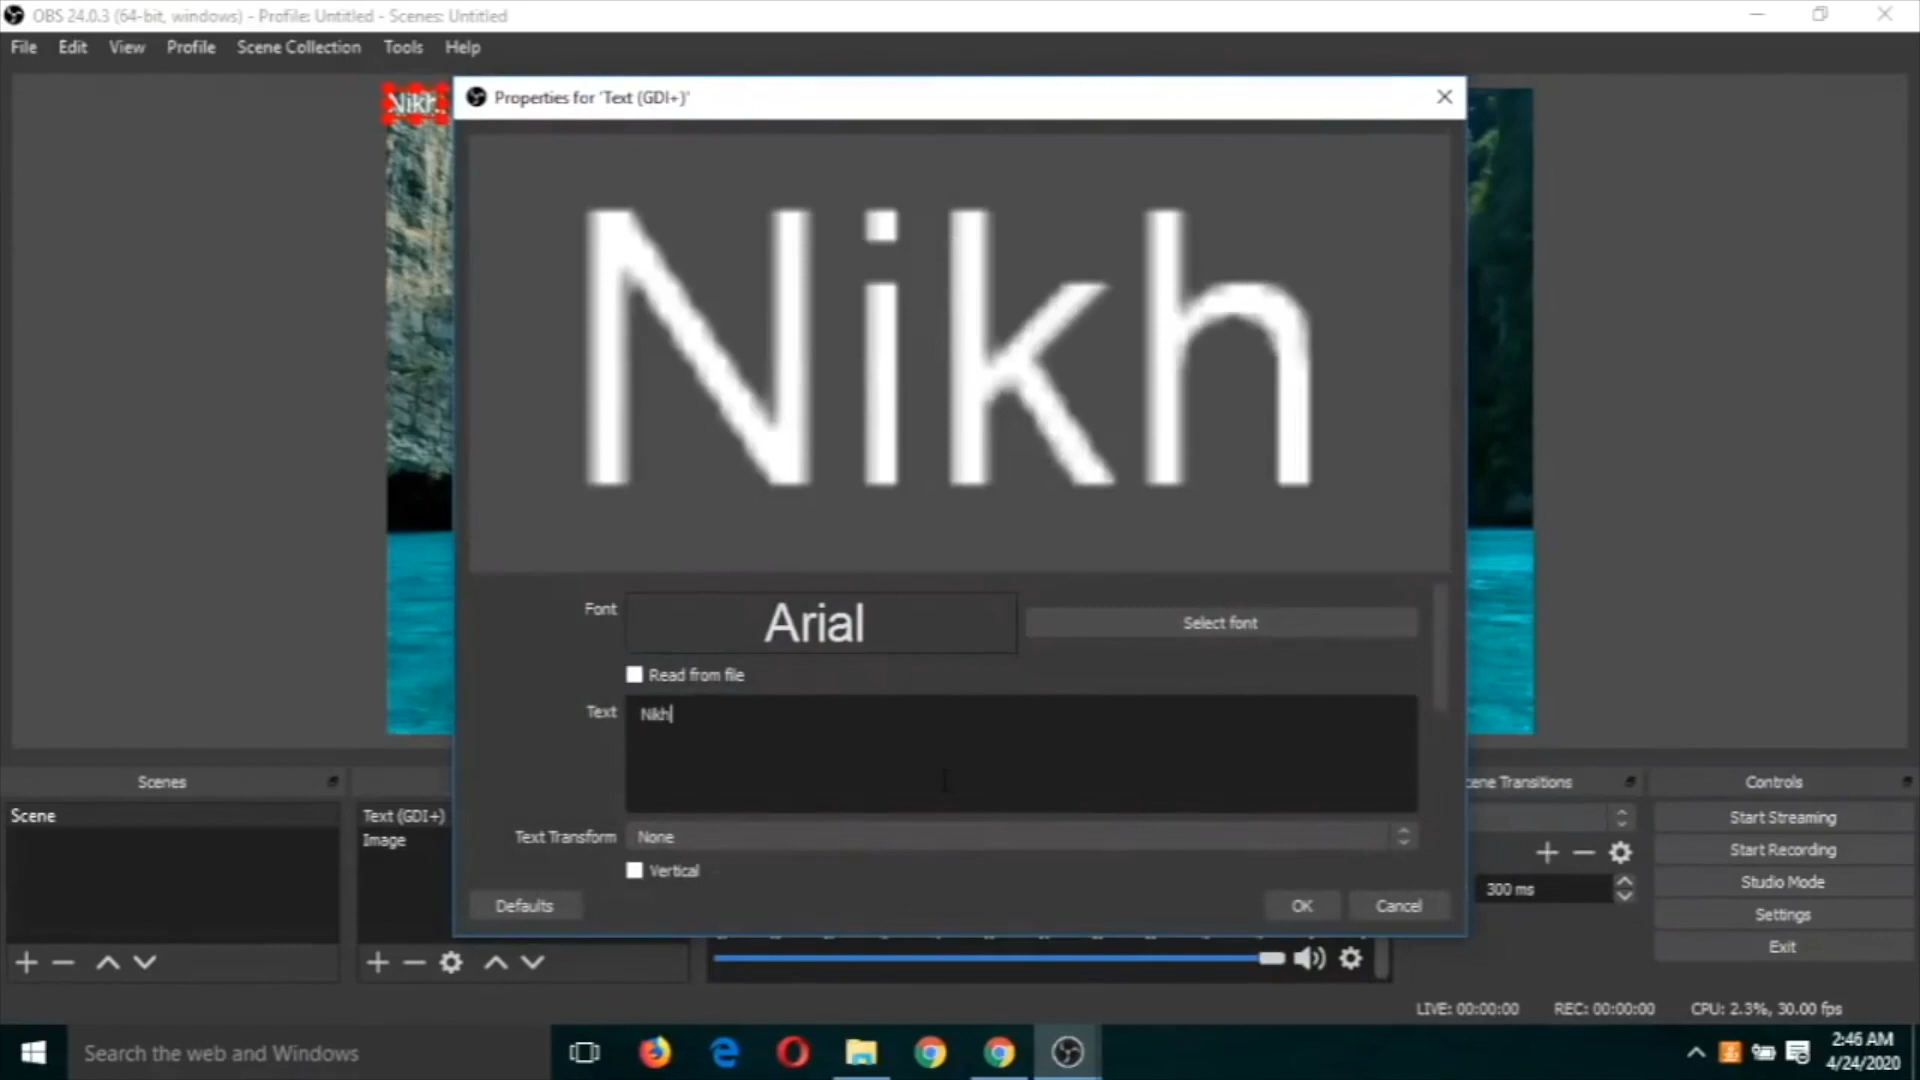 OBS 24.0.3 (64-bit, windows) - Profile: Untitled - Scenes: Untitled
File Edit View Profile Scene Collection Tools Help
Nikh
Properties for 'Text (GDI+)'
Nikh
Font Arial Select font
Read from file
Text Nikh
Text Transform None
Vertical
Defaults OK Cancel
Scenes
Scene
Text (GDI+)
Image
cene Transitions
300 ms
Controls
Start Streaming
Start Recording
Studio Mode
Settings
Exit
LIVE: 00:00:00 REC: 00:00:00 CPU: 2.3%, 30.00 fps
Search the web and Windows
2:46 AM
4/24/2020